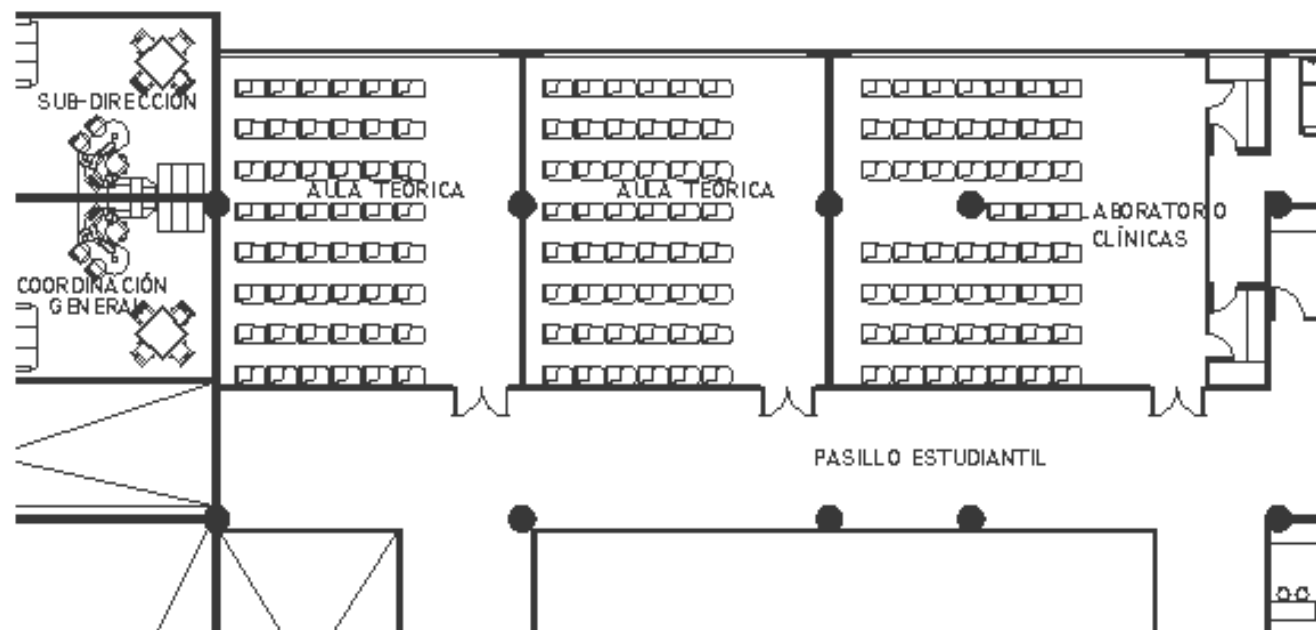 SUB-DIRECCIÓN
AULA TEÓRICA
AULA TEÓRICA
LABORATORIO
CLÍNICAS
COORDINACIÓN
GENERAL
PASILLO ESTUDIANTIL